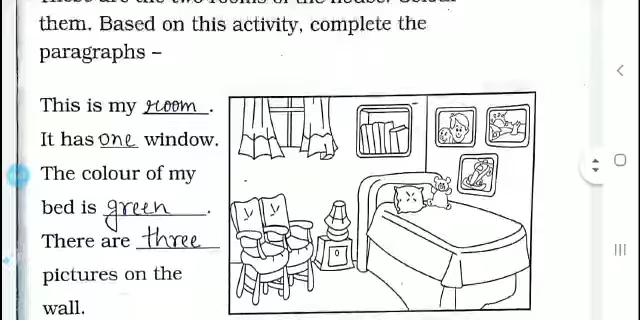 them. Based on this activity, complete the
paragraphs –
This is my room.
It has one window.
The colour of my
bed is green.
There are three
pictures on the
wall.